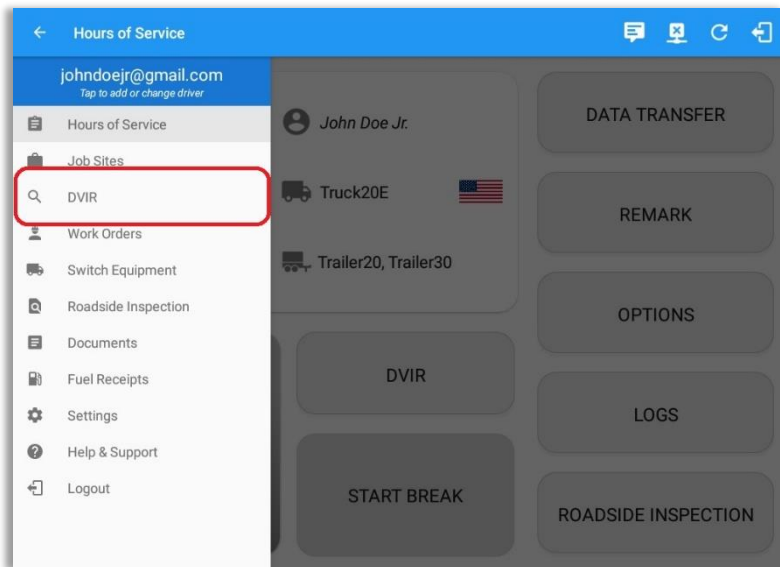 Hours of Service
johndoejr@gmail.com
Tap to add or change driver
Hours of Service
Job Sites
DVIR
Work Orders
Switch Equipment
Roadside Inspection
Documents
Fuel Receipts
Settings
Help & Support
Logout
John Doe Jr.
Truck20E
Trailer20, Trailer30
DVIR
START BREAK
DATA TRANSFER
REMARK
OPTIONS
LOGS
ROADSIDE INSPECTION